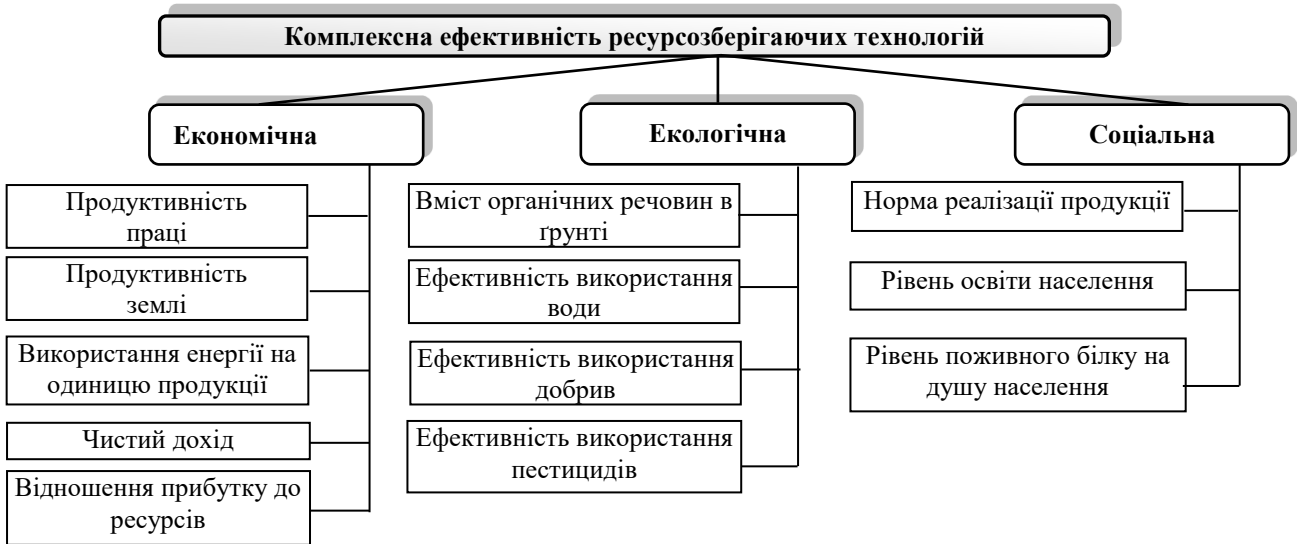 Комплексна ефективність ресурсозберігаючих технологій
Економічна
Продуктивність
праці
Продуктивність
землі
Використання енергії на
одиницю продукції
Чистий дохід
Відношення прибутку до
ресурсів
Екологічна
Вміст органічних речовин в
ґрунті
Ефективність використання
води
Ефективність використання
добрив
Ефективність використання
пестицидів
Соціальна
Норма реалізації продукції
Рівень освіти населення
Рівень поживного білку на
душу населення